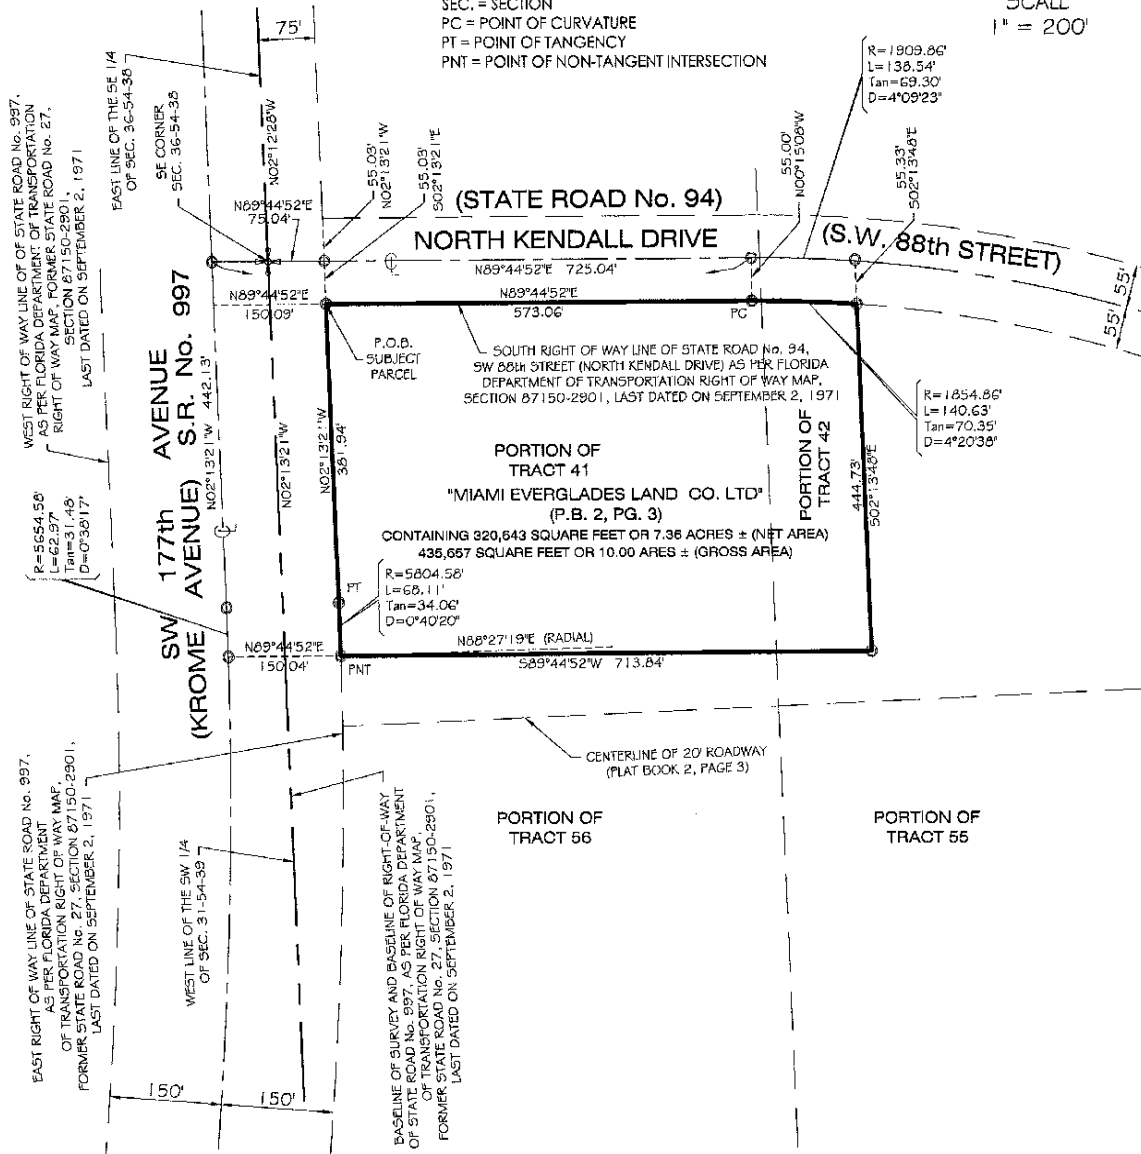 SEC. = SECTION
PC = POINT OF CURVATURE
PT = POINT OF TANGENCY
PNT = POINT OF NON-TANGENT INTERSECTION
SCALE
1" = 200'
75'
R=1909.86'
L=138.54'
Tan=69.30'
D=4°09'23"
WEST RIGHT OF WAY LINE OF STATE ROAD No. 997,
AS PER FLORIDA DEPARTMENT OF TRANSPORTATION
RIGHT OF WAY MAP, FORMER STATE ROAD No. 27,
SECTION 87150-2901,
LAST DATED ON SEPTEMBER 2, 1971
EAST LINE OF THE SE 1/4
OF SEC. 36-54-38
SE CORNER
SEC. 36-54-38
N02°12'28"W
55.03'
N02°13'21"W
55.03'
S02°13'21"E
55.00'
N00°15'08"W
55.33'
S02°13'48"E
N89°44'52"E
75.04'
(STATE ROAD No. 94)
NORTH KENDALL DRIVE
(S.W. 88th STREET)
N89°44'52"E 725.04'
55'
55'
N89°44'52"E
150.09'
N89°44'52"E
573.06'
PC
P.O.B.
SUBJECT
PARCEL
SOUTH RIGHT OF WAY LINE OF STATE ROAD No. 94,
SW 88th STREET (NORTH KENDALL DRIVE) AS PER FLORIDA
DEPARTMENT OF TRANSPORTATION RIGHT OF WAY MAP,
SECTION 87150-2901, LAST DATED ON SEPTEMBER 2, 1971
R=1854.86'
L=140.63'
Tan=70.35'
D=4°20'38"
SW 177th AVENUE
(KROME AVENUE) S.R. No. 997
N02°13'21"W 442.13'
N02°13'21"W
N02°13'21"W
381.94'
PORTION OF
TRACT 41
PORTION OF
TRACT 42
"MIAMI EVERGLADES LAND CO. LTD"
(P.B. 2, PG. 3)
CONTAINING 320,643 SQUARE FEET OR 7.36 ACRES ± (NET AREA)
435,657 SQUARE FEET OR 10.00 ARES ± (GROSS AREA)
444.73'
S02°13'48"E
R=5654.58'
L=62.97'
Tan=31.48'
D=0°38'17"
R=5804.58'
L=68.11'
Tan=34.06'
D=0°40'20"
PT
N88°27'19"E (RADIAL)
N89°44'52"E
150.04'
PNT
S89°44'52"W 713.84'
CENTERLINE OF 20' ROADWAY
(PLAT BOOK 2, PAGE 3)
PORTION OF
TRACT 56
PORTION OF
TRACT 55
EAST RIGHT OF WAY LINE OF STATE ROAD No. 997,
AS PER FLORIDA DEPARTMENT
OF TRANSPORTATION RIGHT OF WAY MAP,
FORMER STATE ROAD No. 27, SECTION 87150-2901,
LAST DATED ON SEPTEMBER 2, 1971
WEST LINE OF THE SW 1/4
OF SEC. 31-54-39
BASELINE OF SURVEY AND BASELINE OF RIGHT-OF-WAY
OF STATE ROAD No. 997, AS PER FLORIDA DEPARTMENT
OF TRANSPORTATION RIGHT OF WAY MAP,
FORMER STATE ROAD No. 27, SECTION 87150-2901,
LAST DATED ON SEPTEMBER 2, 1971
150'
150'